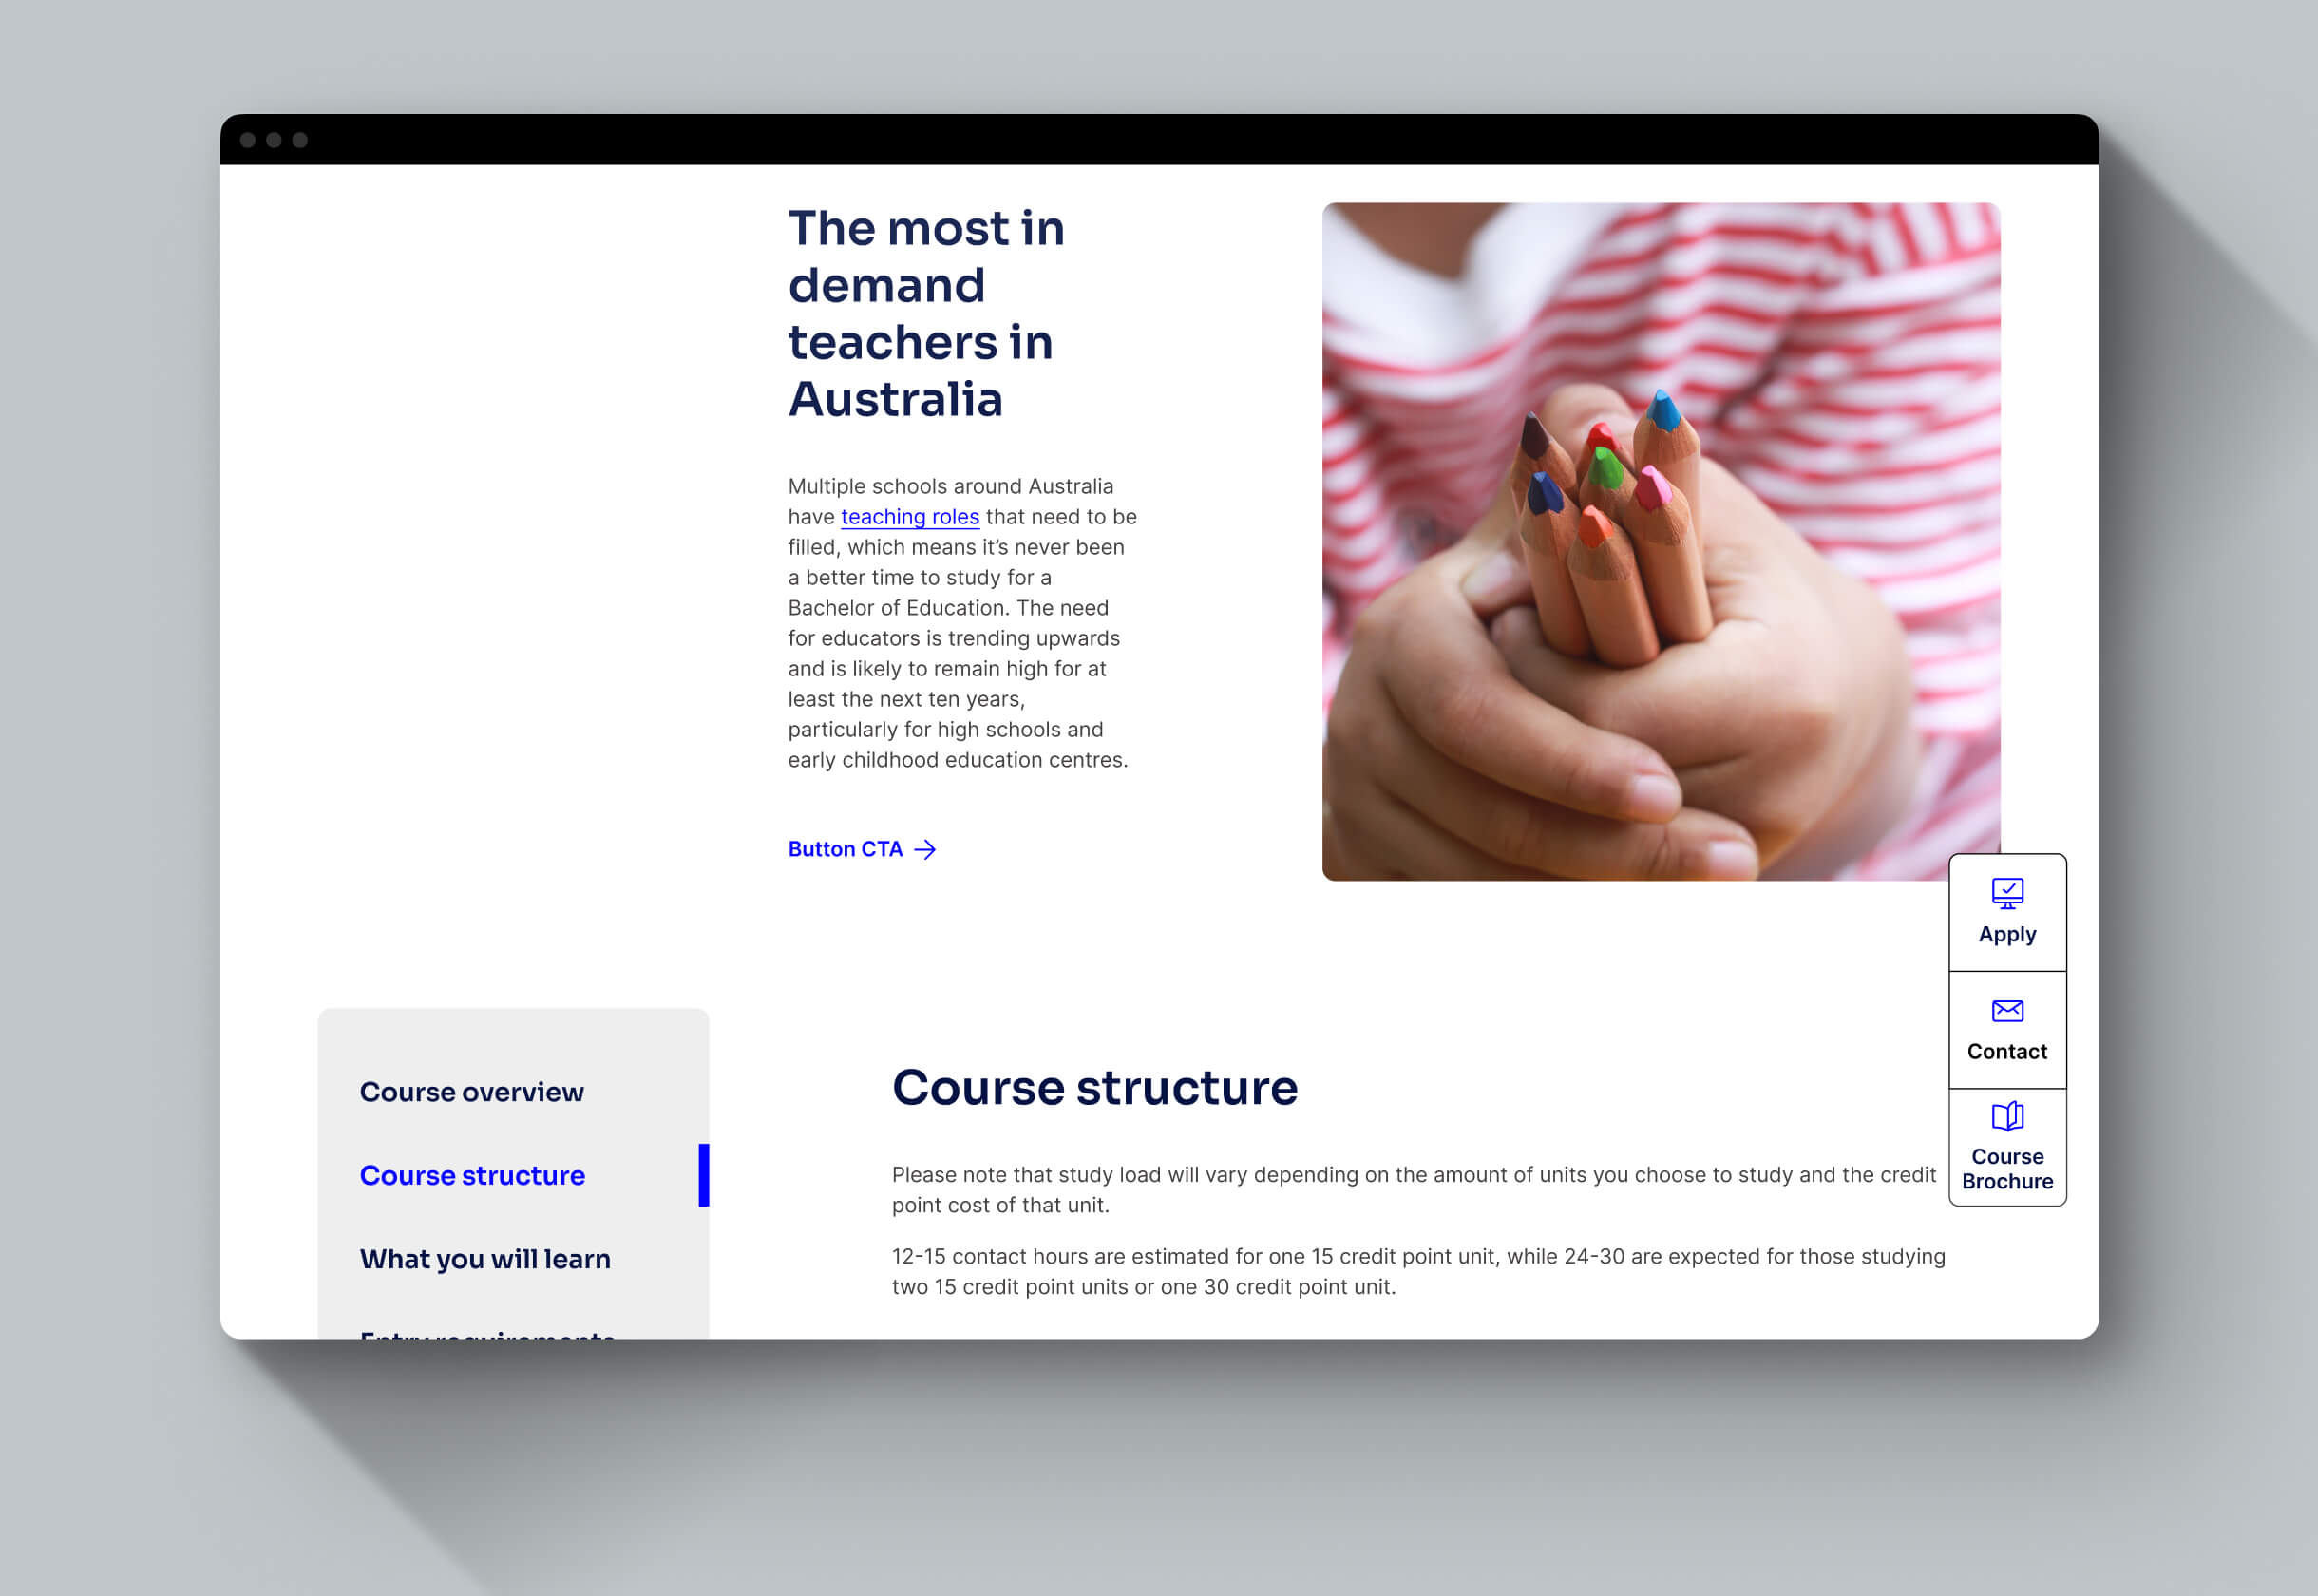 The most in
demand
teachers in
Australia
Multiple schools around Australia
have teaching roles that need to be
filled, which means it’s never been
a better time to study for a
Bachelor of Education. The need
for educators is trending upwards
and is likely to remain high for at
least the next ten years,
particularly for high schools and
early childhood education centres.
Button CTA
Apply
Contact
Course
Brochure
Course overview
Course structure
What you will learn
Entry requirements
Course structure
Please note that study load will vary depending on the amount of units you choose to study and the credit
point cost of that unit.
12-15 contact hours are estimated for one 15 credit point unit, while 24-30 are expected for those studying
two 15 credit point units or one 30 credit point unit.